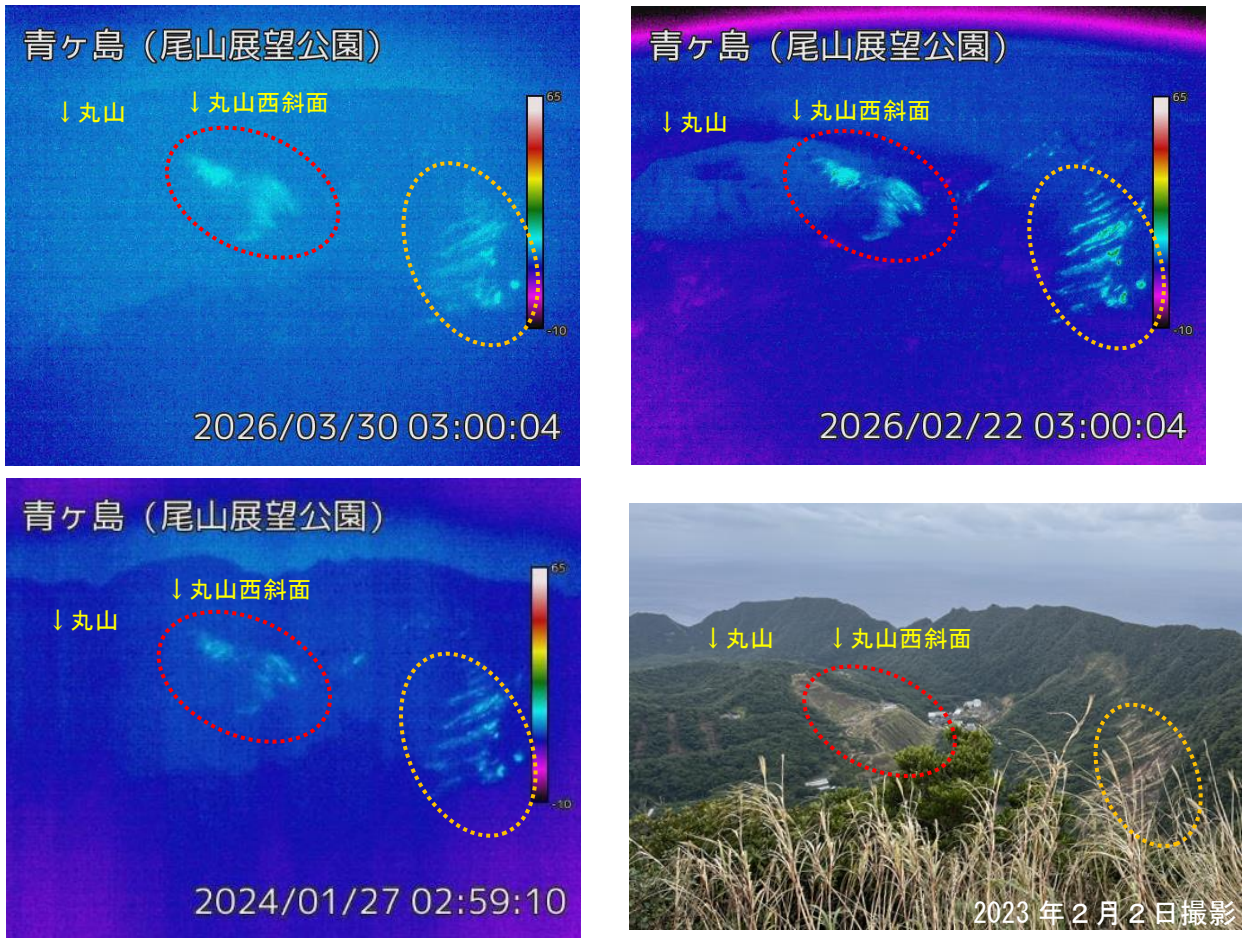 青ヶ島（尾山展望公園）
↓丸山
↓丸山西斜面
65
-10
2026/03/30 03:00:04
青ヶ島（尾山展望公園）
↓丸山
↓丸山西斜面
65
-10
2026/02/22 03:00:04
青ヶ島（尾山展望公園）
↓丸山西斜面
↓丸山
65
-10
2024/01/27 02:59:10
↓丸山
↓丸山西斜面
2023年2月2日撮影